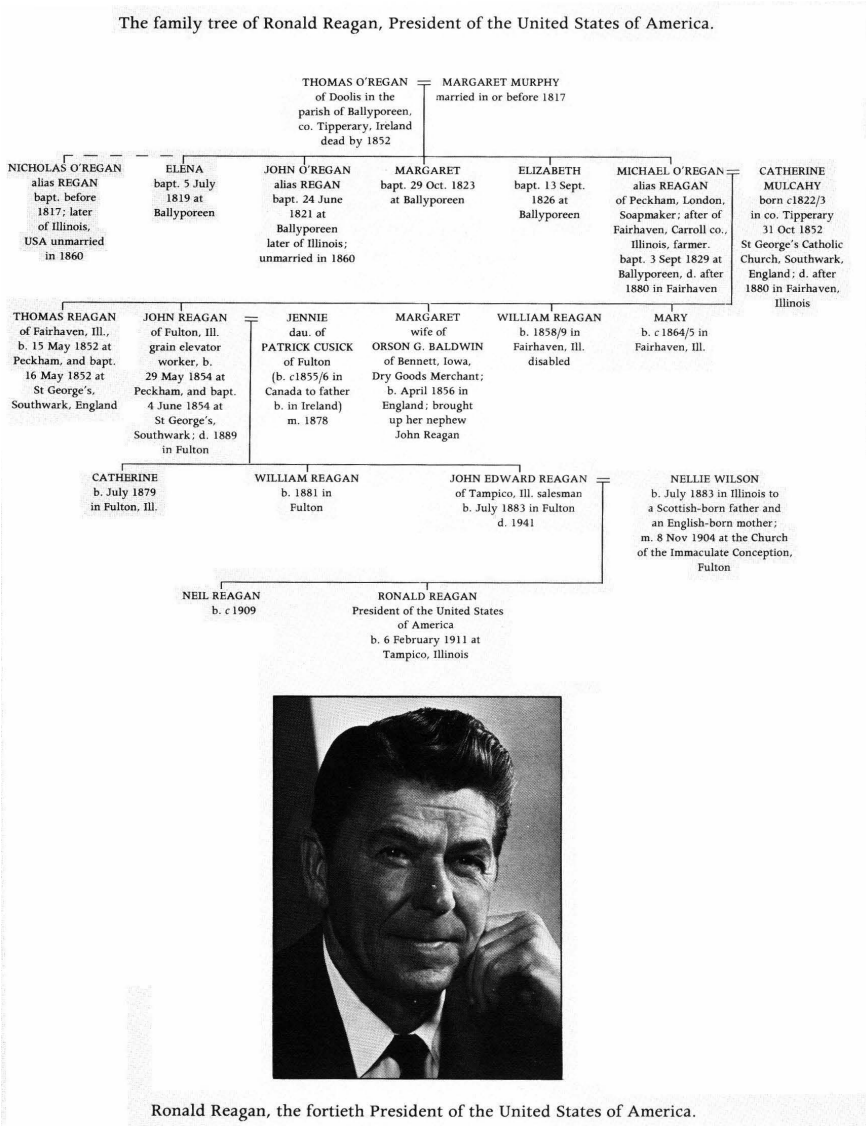 The family tree of Ronald Reagan, President of the United States of America.
THOMAS O'REGAN
of Doolis in the
parish of Ballyporeen,
co. Tipperary, Ireland
dead by 1852
=
MARGARET MURPHY
married in or before 1817
NICHOLAS O'REGAN
alias REGAN
bapt. before
1817; later
of Illinois,
USA unmarried
in 1860
ELENA
bapt. 5 July
1819 at
Ballyporeen
JOHN O'REGAN
alias REGAN
bapt. 24 June
1821 at
Ballyporeen
later of Illinois;
unmarried in 1860
MARGARET
bapt. 29 Oct. 1823
at Ballyporeen
ELIZABETH
bapt. 13 Sept.
1826 at
Ballyporeen
MICHAEL O'REGAN
alias REAGAN
of Peckham, London,
Soapmaker; after of
Fairhaven, Carroll co.,
Illinois, farmer.
bapt. 3 Sept 1829 at
Ballyporeen, d. after
1880 in Fairhaven
=
CATHERINE
MULCAHY
born c1822/3
in co. Tipperary
31 Oct 1852
St George's Catholic
Church, Southwark,
England; d. after
1880 in Fairhaven,
Illinois
THOMAS REAGAN
of Fairhaven, Ill.,
b. 15 May 1852 at
Peckham, and bapt.
16 May 1852 at
St George's,
Southwark, England
JOHN REAGAN
of Fulton, Ill.
grain elevator
worker, b.
29 May 1854 at
Peckham, and bapt.
4 June 1854 at
St George's,
Southwark; d. 1889
in Fulton
=
JENNIE
dau. of
PATRICK CUSICK
of Fulton
(b. c1855/6 in
Canada to father
b. in Ireland)
m. 1878
MARGARET
wife of
ORSON G. BALDWIN
of Bennett, Iowa,
Dry Goods Merchant;
b. April 1856 in
England; brought
up her nephew
John Reagan
WILLIAM REAGAN
b. 1858/9 in
Fairhaven, Ill.
disabled
MARY
b. c1864/5 in
Fairhaven, Ill.
CATHERINE
b. July 1879
in Fulton, Ill.
WILLIAM REAGAN
b. 1881 in
Fulton
JOHN EDWARD REAGAN
of Tampico, Ill. salesman
b. July 1883 in Fulton
d. 1941
=
NELLIE WILSON
b. July 1883 in Illinois to
a Scottish-born father and
an English-born mother;
m. 8 Nov 1904 at the Church
of the Immaculate Conception,
Fulton
NEIL REAGAN
b. c1909
RONALD REAGAN
President of the United States
of America
b. 6 February 1911 at
Tampico, Illinois
Ronald Reagan, the fortieth President of the United States of America.